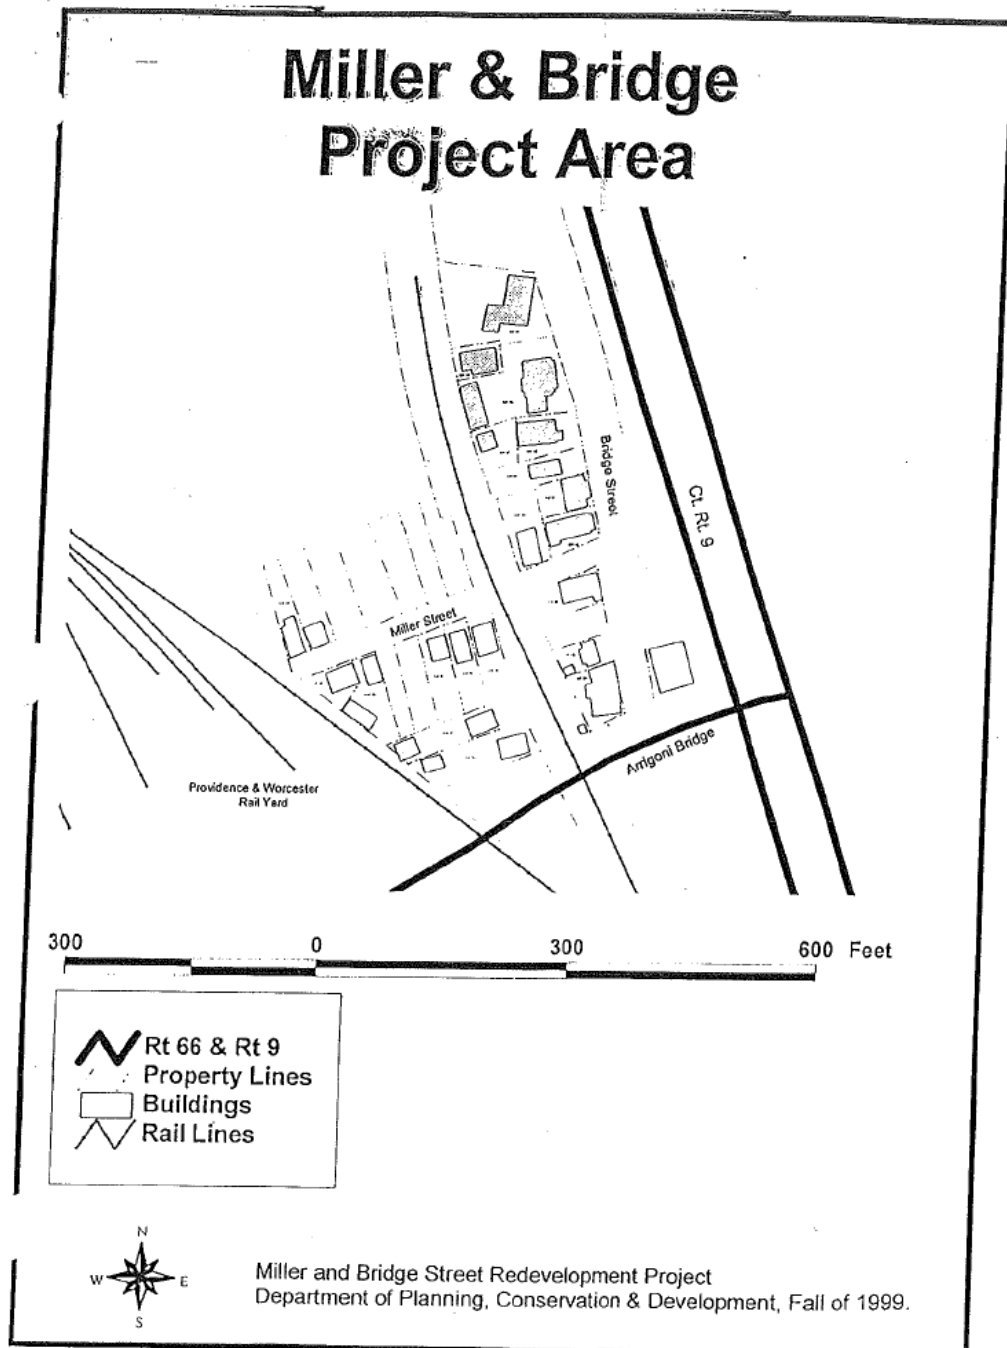 Miller & Bridge
Project Area
Bridge Street
Ct. Rt. 9
Miller Street
Arrigoni Bridge
Providence & Worcester
Rail Yard
300 0 300 600 Feet
Rt 66 & Rt 9
Property Lines
Buildings
Rail Lines
N
W E
S
Miller and Bridge Street Redevelopment Project
Department of Planning, Conservation & Development, Fall of 1999.